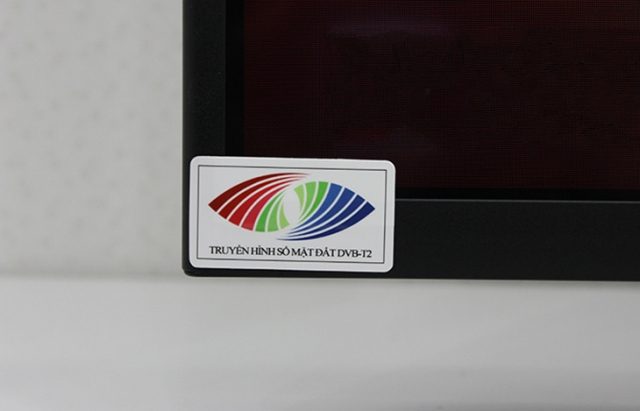 TRUYỀN HÌNH SỐ MẶT ĐẤT DVB-T2